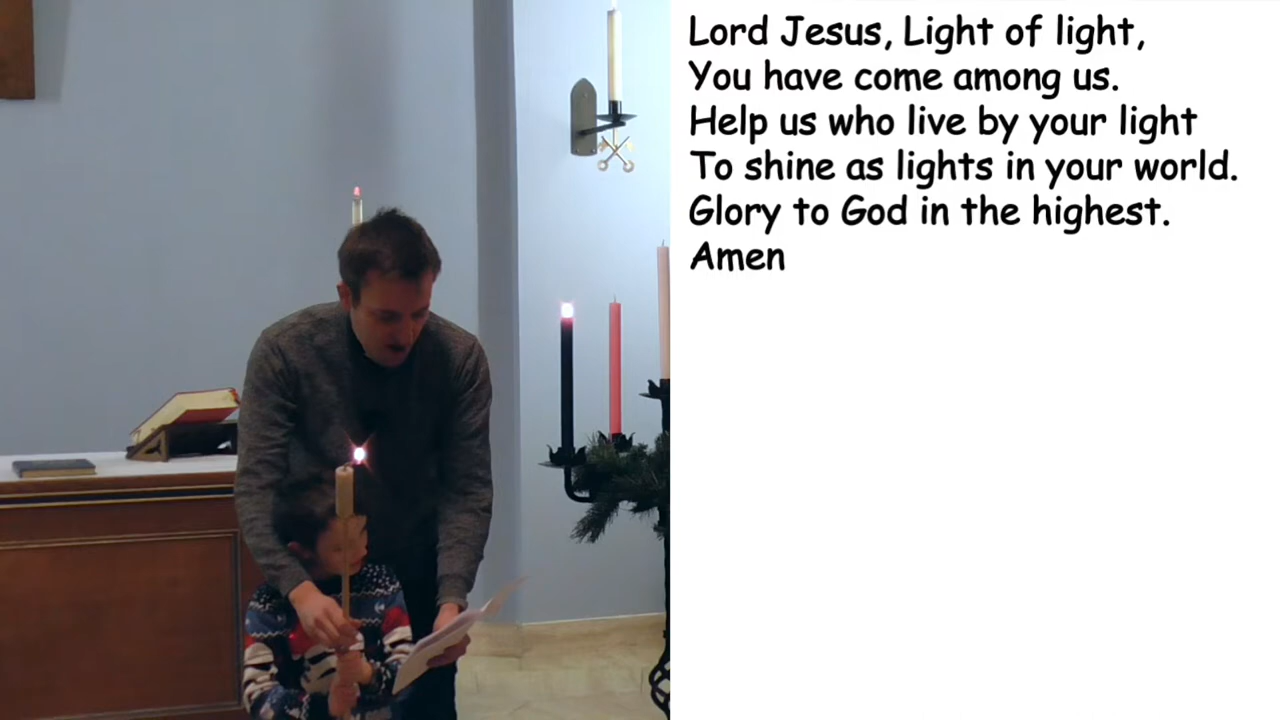 Lord Jesus, Light of light,
You have come among us.
Help us who live by your light
To shine as lights in your world.
Glory to God in the highest.
Amen